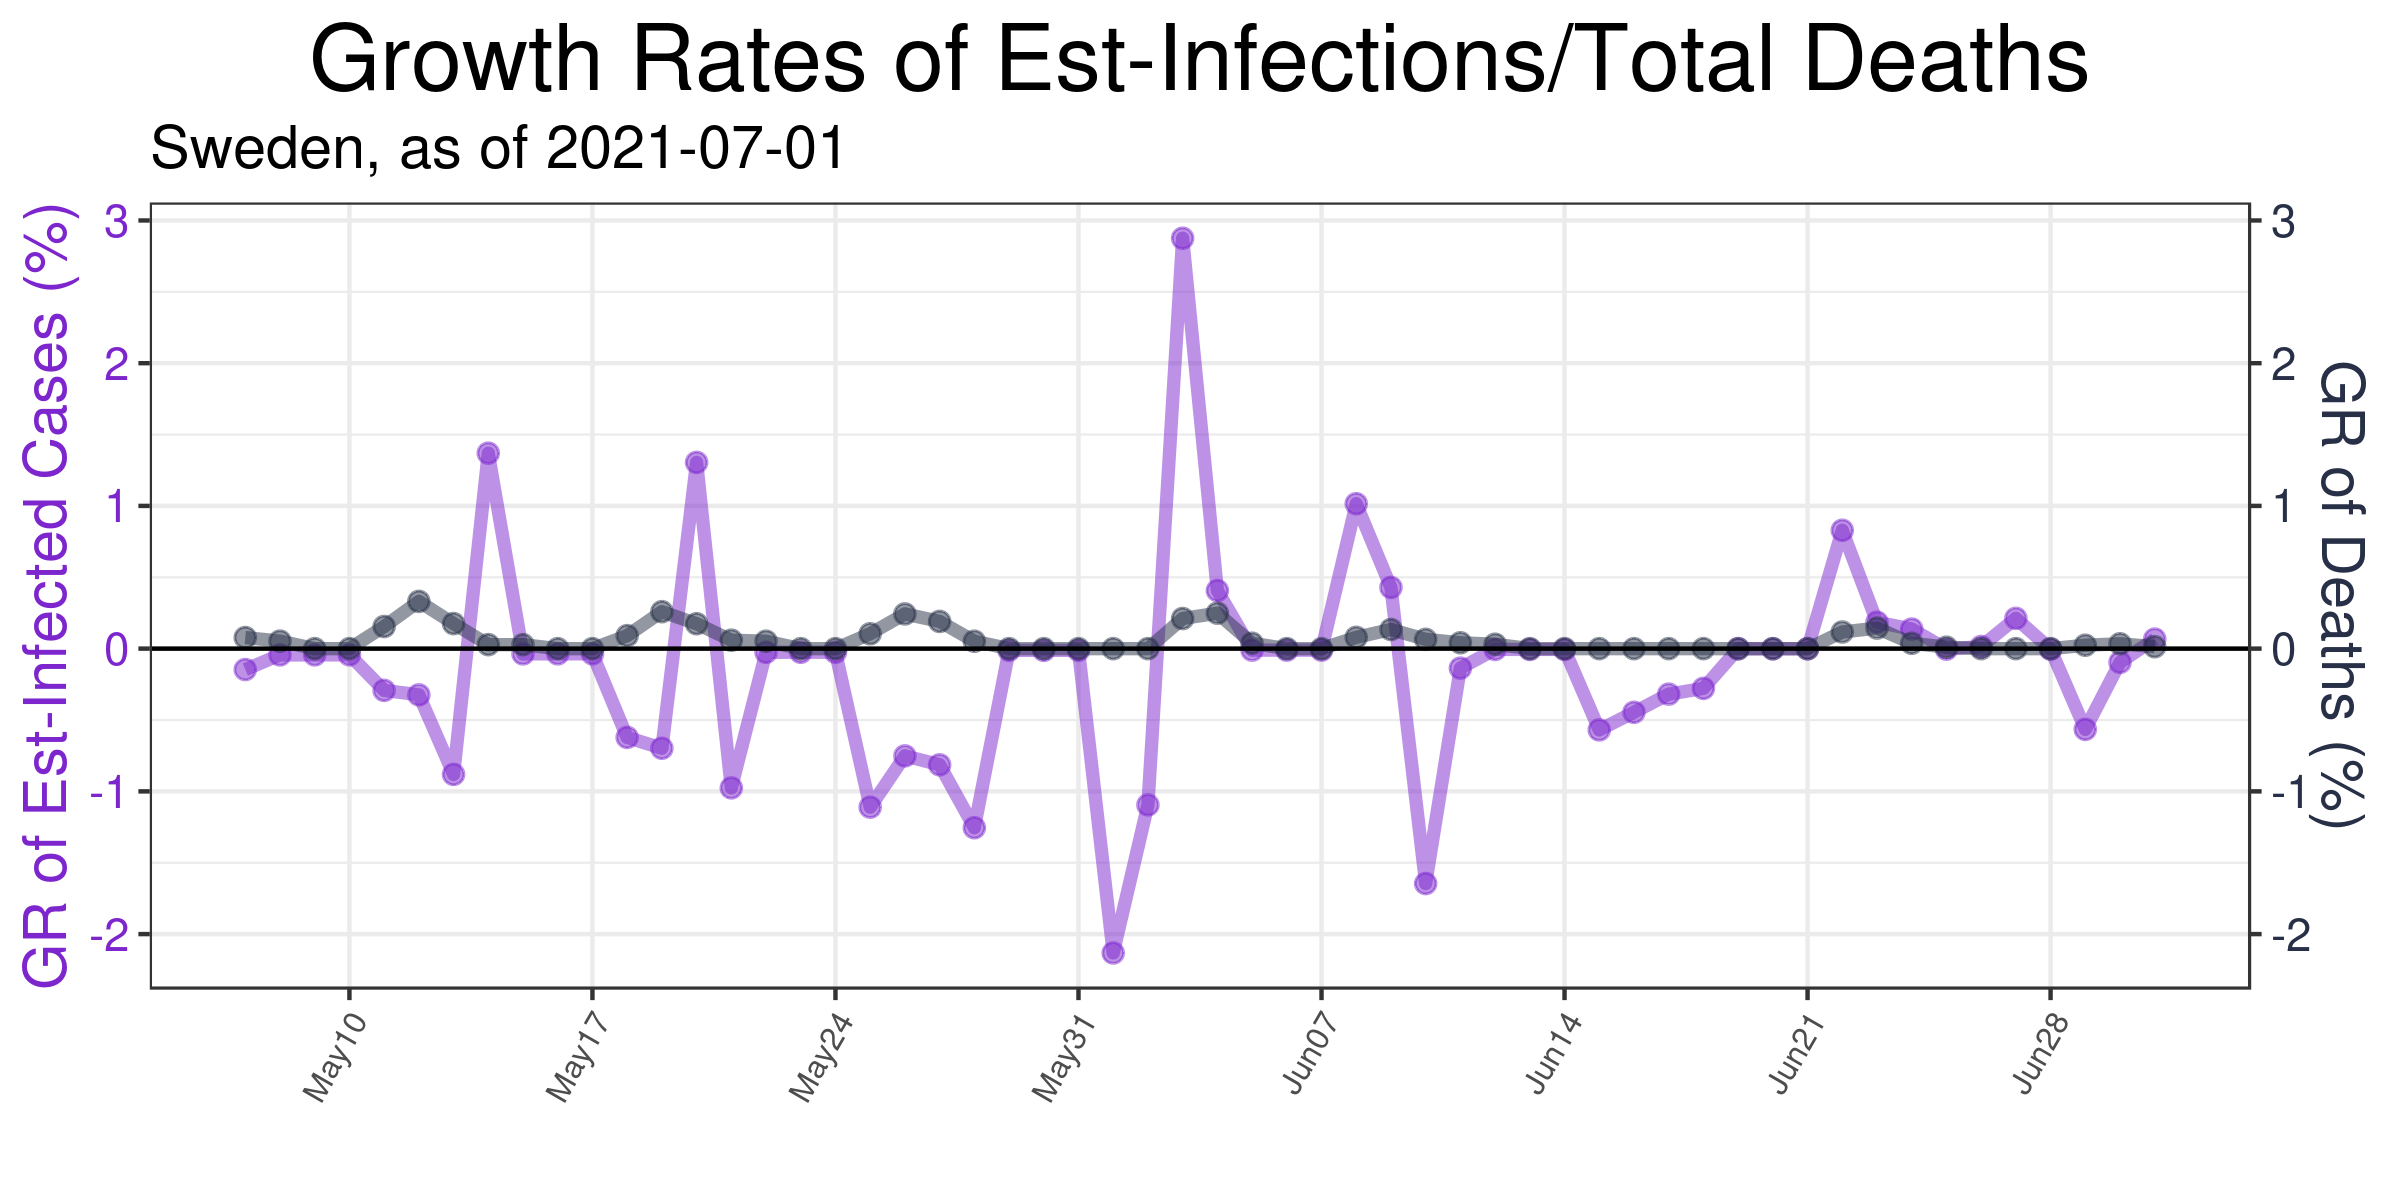 Growth Rates of Est-Infections/Total Deaths
Sweden, as of 2021-07-01
GR of Est-Infected Cases (%)
3
2
1
0
-1
-2
3
2
1
0
-1
-2
GR of Deaths (%)
May10
May17
May24
May31
Jun07
Jun14
Jun21
Jun28